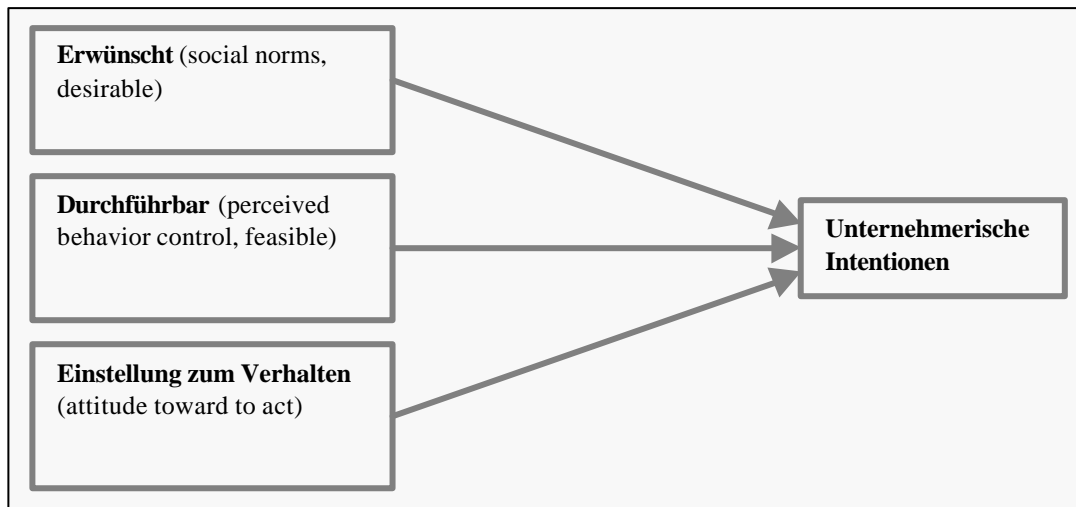 Erwünscht (social norms,
desirable)
Durchführbar (perceived
behavior control, feasible)
Einstellung zum Verhalten
(attitude toward to act)
Unternehmerische
Intentionen